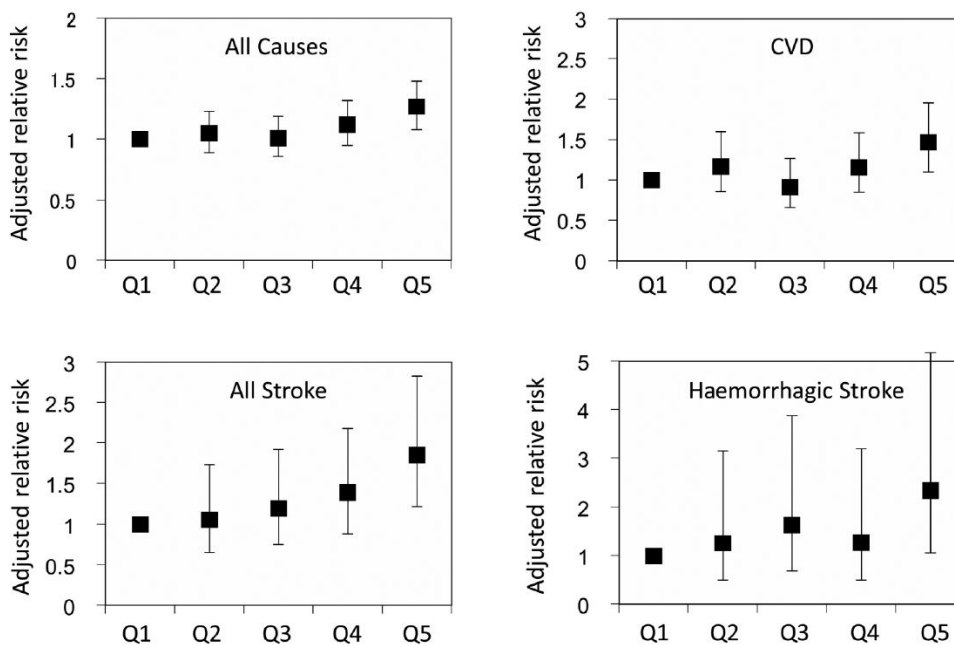 All Causes
Adjusted relative risk
2
1.5
1
0.5
0
Q1 Q2 Q3 Q4 Q5
CVD
Adjusted relative risk
3
2.5
2
1.5
1
0.5
0
Q1 Q2 Q3 Q4 Q5
All Stroke
Adjusted relative risk
3
2.5
2
1.5
1
0.5
0
Q1 Q2 Q3 Q4 Q5
Haemorrhagic Stroke
Adjusted relative risk
5
4
3
2
1
0
Q1 Q2 Q3 Q4 Q5